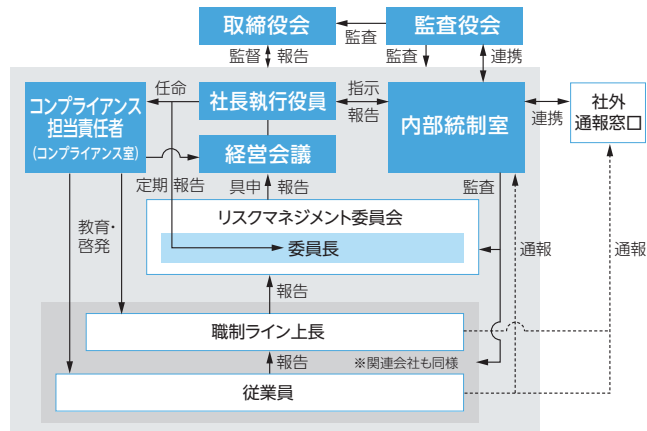 取締役会
監査
監査役会
監督
報告
監査
連携
コンプライアンス
担当責任者
(コンプライアンス室)
任命
社長執行役員
指示
報告
内部統制室
連携
社外
通報窓口
経営会議
定期報告
具申
報告
監査
教育・
啓発
リスクマネジメント委員会
委員長
通報
通報
報告
職制ライン上長
報告
※関連会社も同様
従業員